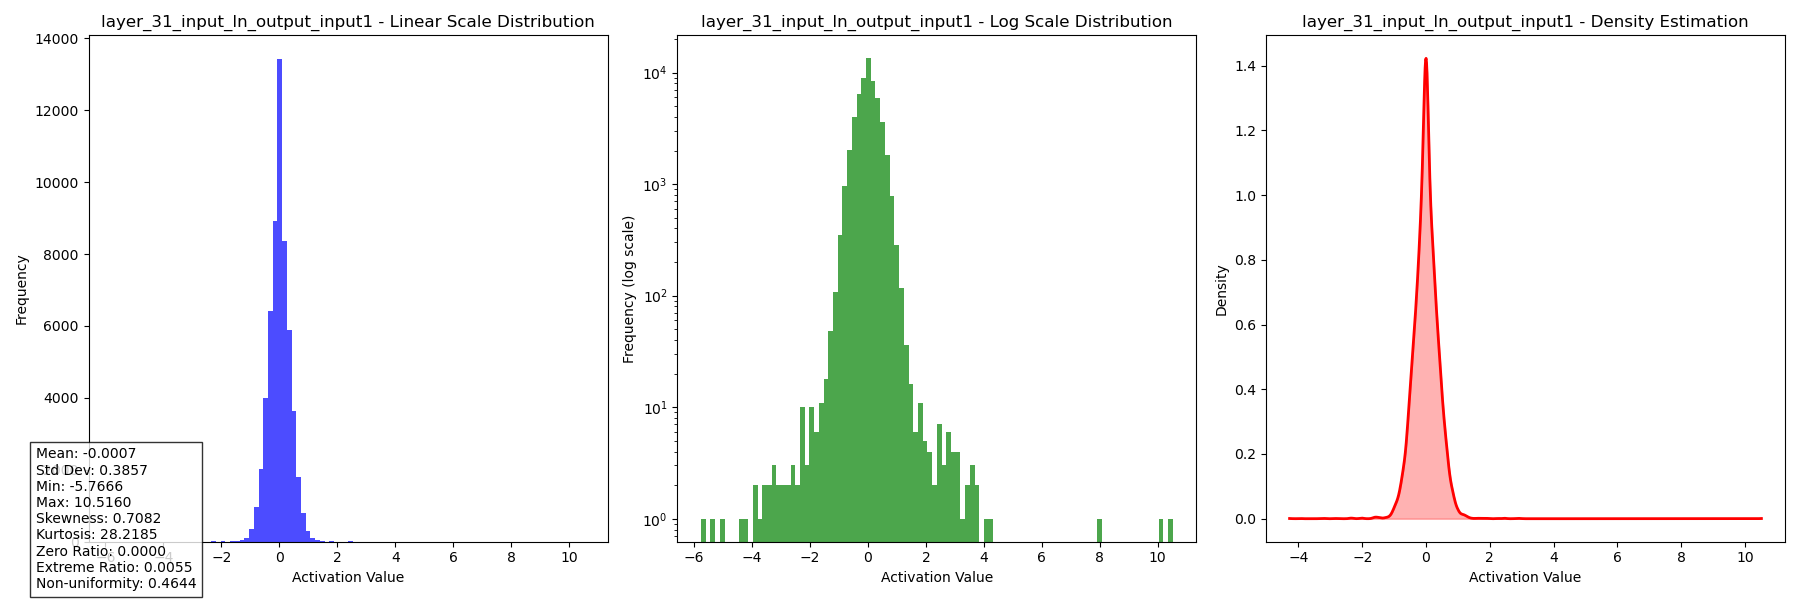 layer_31_input_ln_output_input1 - Linear Scale Distribution
14000
12000
10000
8000
6000
4000
Frequency
−2
0
2
4
6
8
10
Activation Value
Mean: -0.0007
Std Dev: 0.3857
Min: -5.7666
Max: 10.5160
Skewness: 0.7082
Kurtosis: 28.2185
Zero Ratio: 0.0000
Extreme Ratio: 0.0055
Non-uniformity: 0.4644
layer_31_input_ln_output_input1 - Log Scale Distribution
10⁴
10³
10²
10¹
10⁰
Frequency (log scale)
−6
−4
−2
0
2
4
6
8
10
Activation Value
layer_31_input_ln_output_input1 - Density Estimation
1.4
1.2
1.0
0.8
0.6
0.4
0.2
0.0
Density
−4
−2
0
2
4
6
8
10
Activation Value